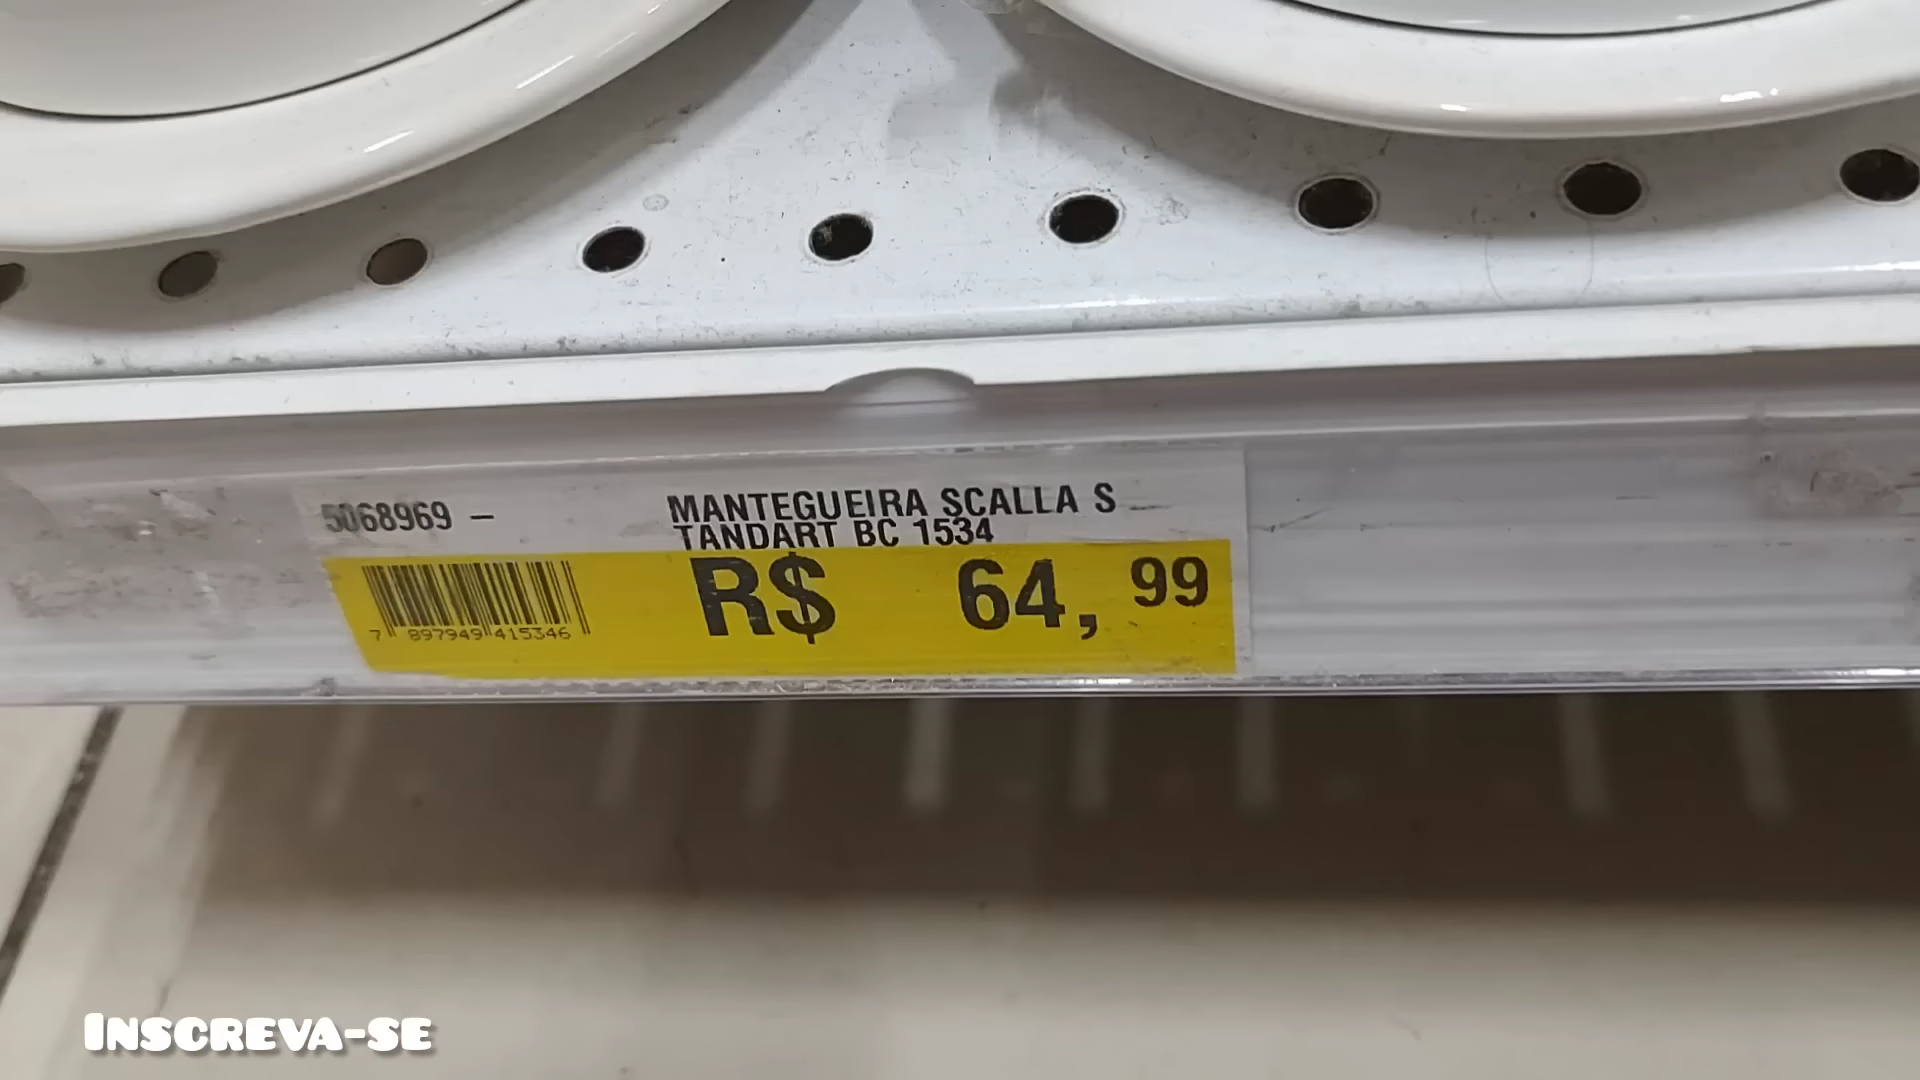 5068969 –
MANTEGUEIRA SCALLA S
TANDART BC 1534
R$ 64,99
7 897949 415346
INSCREVA-SE